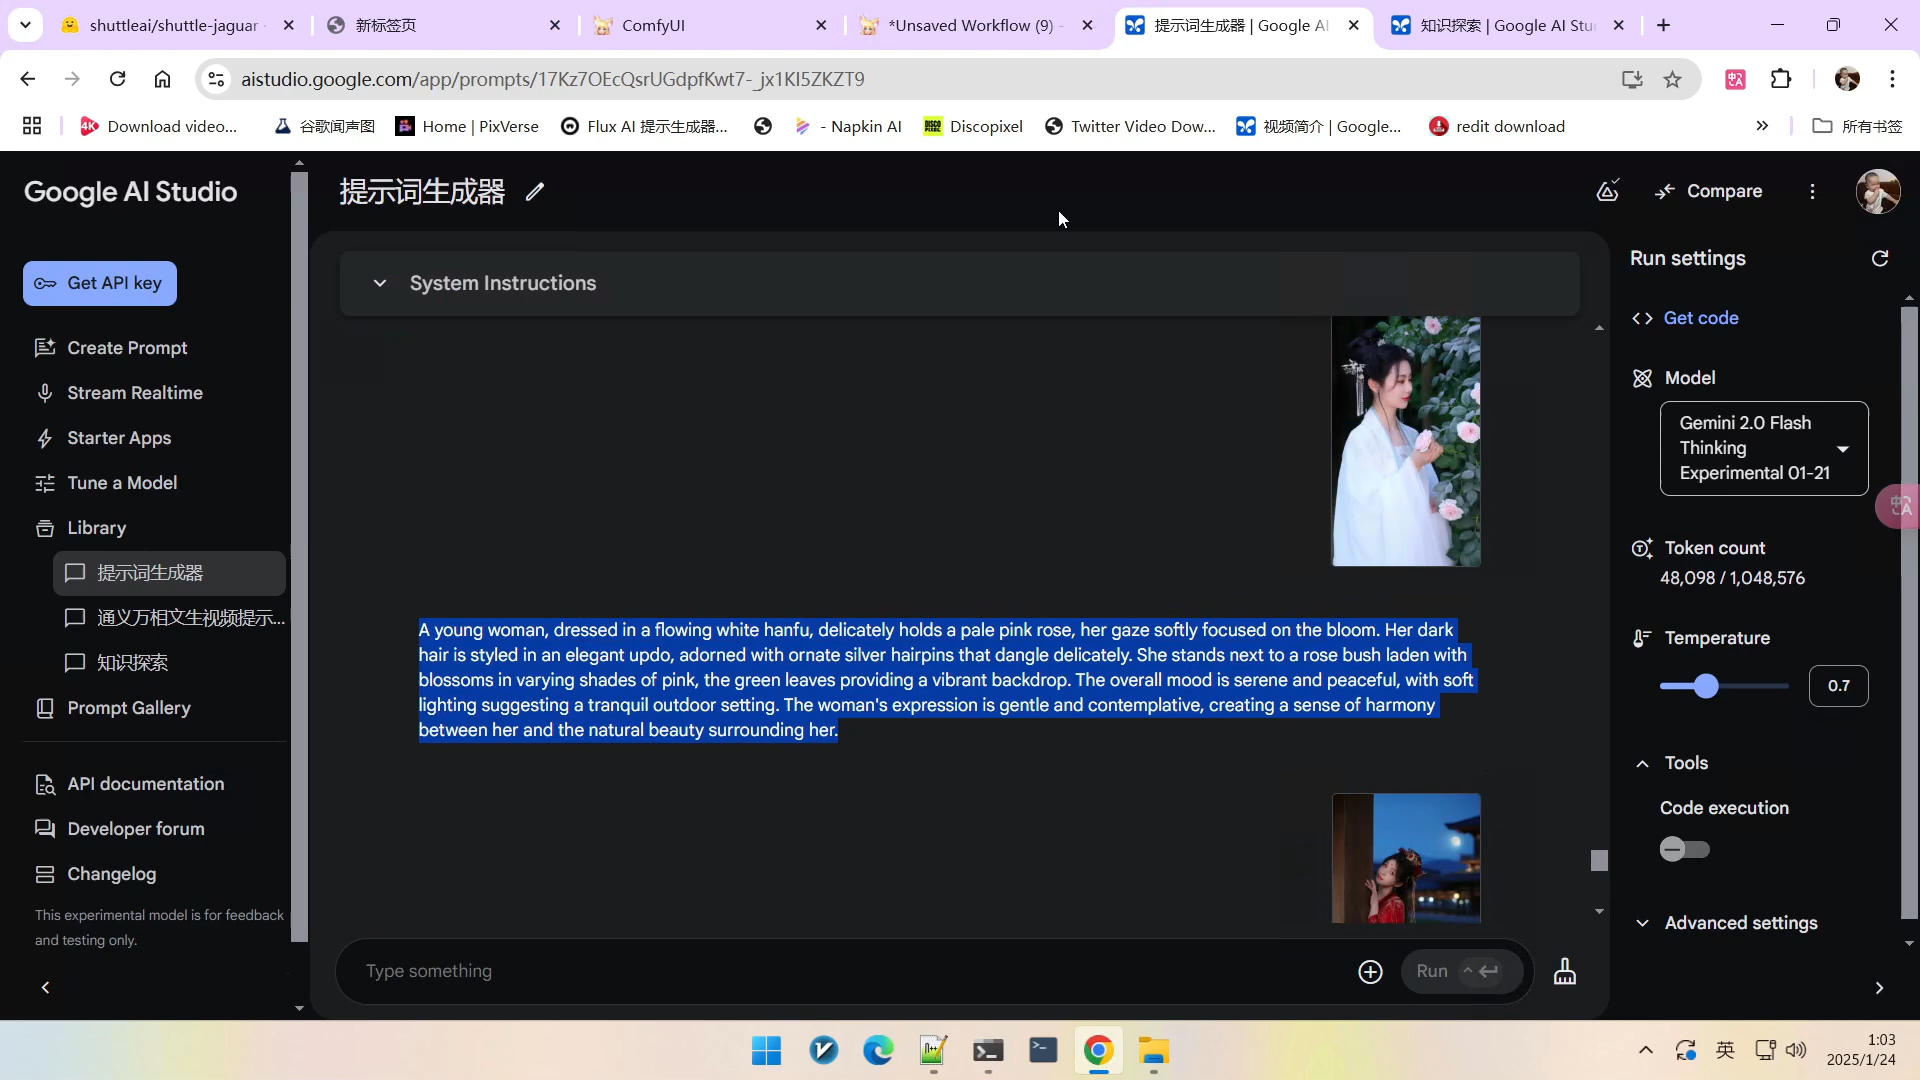 shuttleai/shuttle-jaguar
新标签页
ComfyUI
*Unsaved Workflow (9) -
提示词生成器 | Google AI
知识探索 | Google AI Stu
aistudio.google.com/app/prompts/17Kz7OEcQsrUGdpfKwt7-_jx1KI5ZKZT9
Download video...
谷歌闻声图
Home | PixVerse
Flux AI 提示生成器...
- Napkin AI
Discopixel
Twitter Video Dow...
视频简介 | Google...
redit download
所有书签
Google AI Studio
提示词生成器
Compare
Get API key
System Instructions
Run settings
Get code
Create Prompt
Stream Realtime
Starter Apps
Tune a Model
Library
提示词生成器
通义万相文生视频提示...
知识探索
Prompt Gallery
API documentation
Developer forum
Changelog
This experimental model is for feedback
and testing only.
A young woman, dressed in a flowing white hanfu, delicately holds a pale pink rose, her gaze softly focused on the bloom. Her dark
hair is styled in an elegant updo, adorned with ornate silver hairpins that dangle delicately. She stands next to a rose bush laden with
blossoms in varying shades of pink, the green leaves providing a vibrant backdrop. The overall mood is serene and peaceful, with soft
lighting suggesting a tranquil outdoor setting. The woman's expression is gentle and contemplative, creating a sense of harmony
between her and the natural beauty surrounding her.
Type something
Run
Model
Gemini 2.0 Flash
Thinking
Experimental 01-21
Token count
48,098 / 1,048,576
Temperature
0.7
Tools
Code execution
Advanced settings
英
1:03
2025/1/24